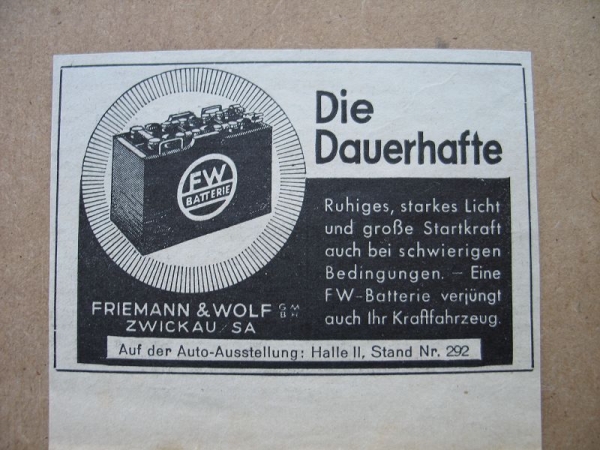 Die
Dauerhafte
FW
BATTERIE
Ruhiges, starkes Licht
und große Startkraft
auch bei schwierigen
Bedingungen. – Eine
FW-Batterie verjüngt
auch Ihr Kraftfahrzeug.
FRIEMANN & WOLF GMBH
ZWICKAU/SA
Auf der Auto-Ausstellung: Halle II, Stand Nr. 292